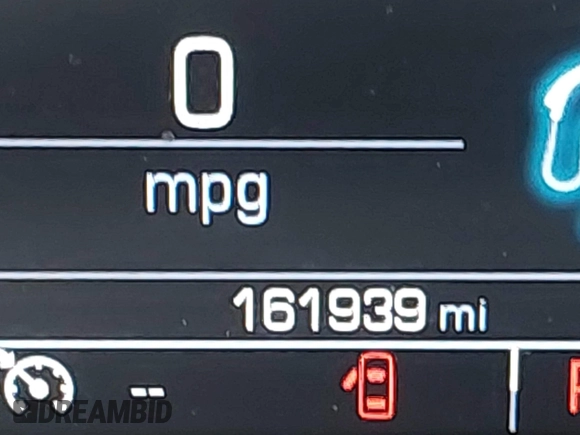 0
mpg
161939 mi
--
DREAMBID